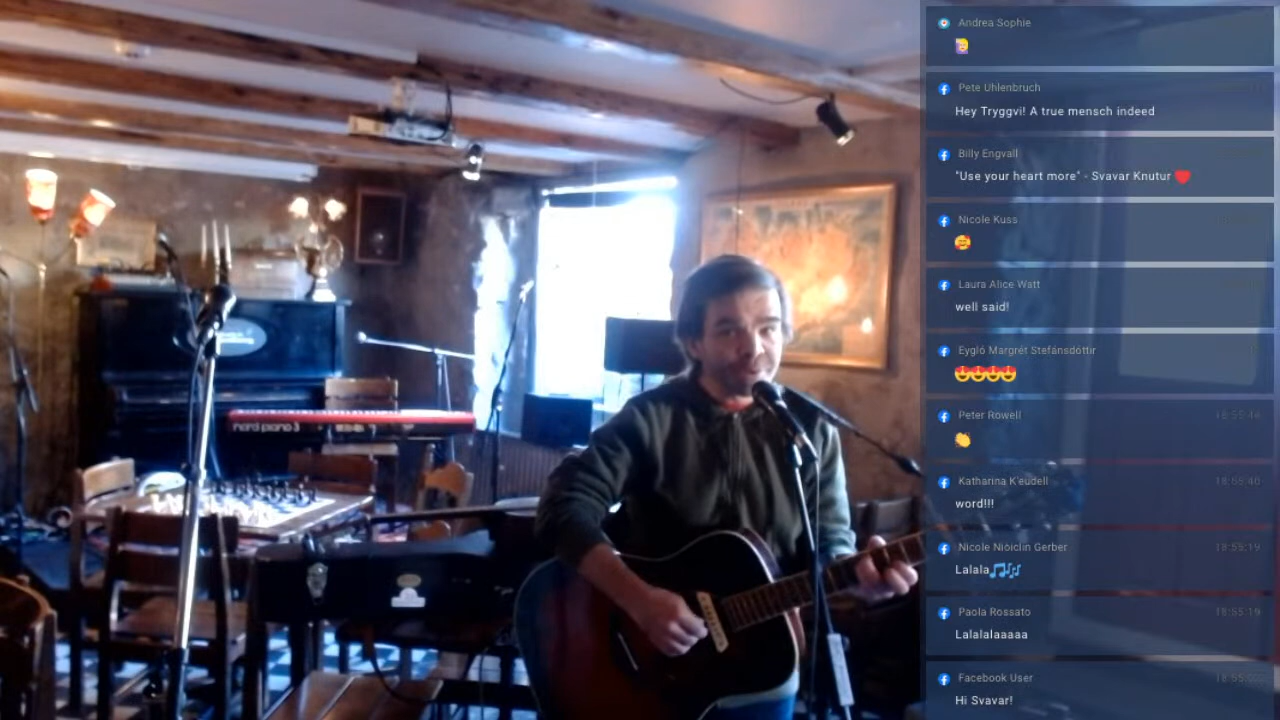 Andrea Sophie
Pete Uhlenbruch
Hey Tryggvi! A true mensch indeed
Billy Engvall
"Use your heart more" - Svavar Knutur ❤️
Nicole Kuss
🥰
Laura Alice Watt
well said!
Eygló Margrét Stefánsdóttir
😍😍😍😍
Peter Rowell 18:55:46
👏
Katharina K'eudell 18:55:40
word!!!
Nicole Nióiclín Gerber 18:55:19
Lalala🎵🎶
Paola Rossato 18:55:19
Lalalalaaaaa
Facebook User
Hi Svavar!
nord piano 3